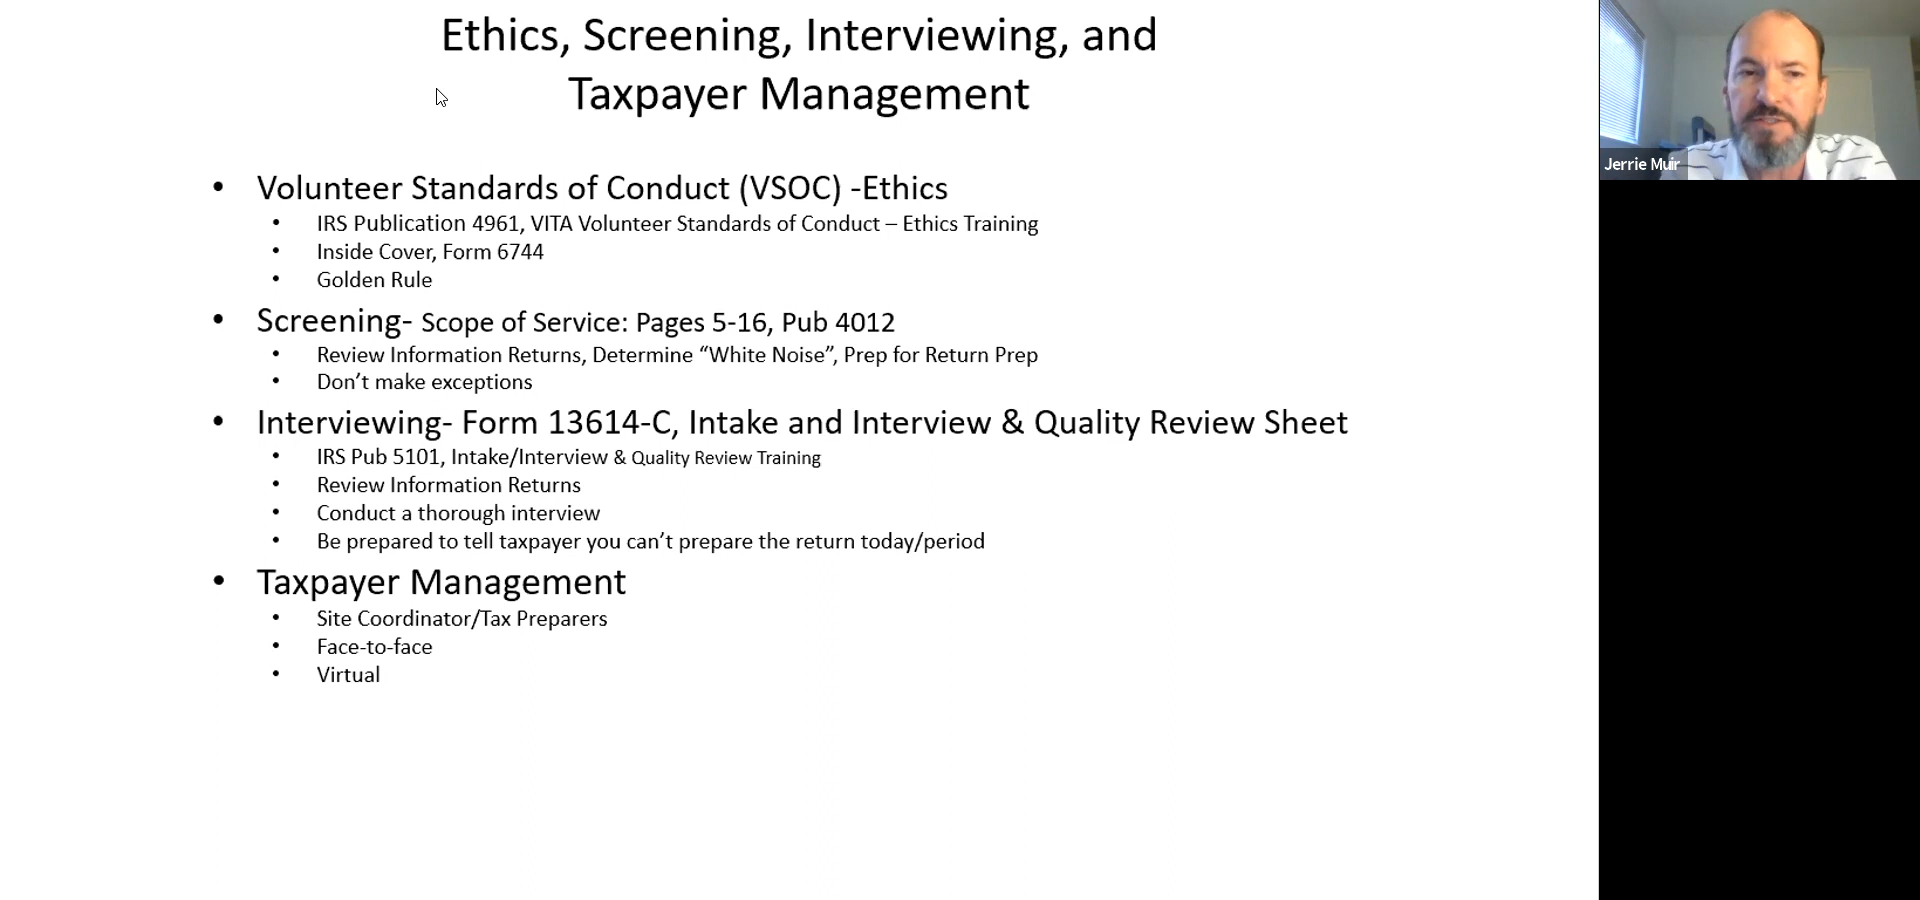 Ethics, Screening, Interviewing, and
Taxpayer Management
• Volunteer Standards of Conduct (VSOC) -Ethics
• IRS Publication 4961, VITA Volunteer Standards of Conduct – Ethics Training
• Inside Cover, Form 6744
• Golden Rule
• Screening- Scope of Service: Pages 5-16, Pub 4012
• Review Information Returns, Determine “White Noise”, Prep for Return Prep
• Don’t make exceptions
• Interviewing- Form 13614-C, Intake and Interview & Quality Review Sheet
• IRS Pub 5101, Intake/Interview & Quality Review Training
• Review Information Returns
• Conduct a thorough interview
• Be prepared to tell taxpayer you can’t prepare the return today/period
• Taxpayer Management
• Site Coordinator/Tax Preparers
• Face-to-face
• Virtual
Jerrie Muir